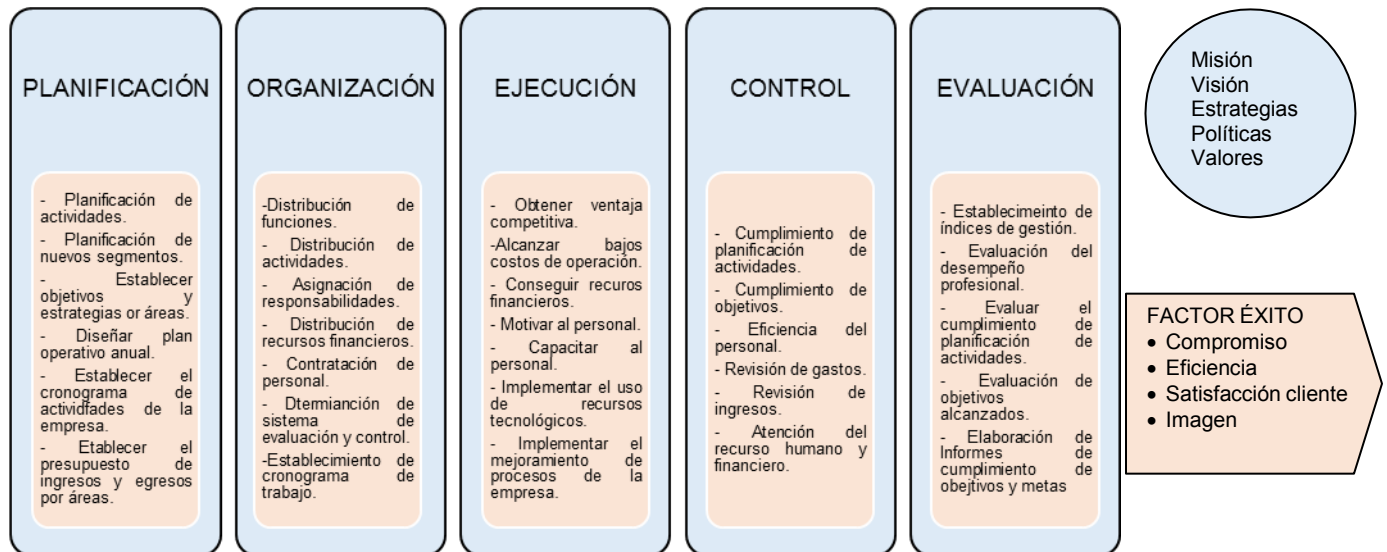 PLANIFICACIÓN
- Planificación de
actividades.
- Planificación de
nuevos segmentos.
- Establecer
objetivos y
estrategias or áreas.
- Diseñar plan
operativo anual.
- Establecer el
cronograma de
actividfades de la
empresa.
- Etablecer el
presupuesto de
ingresos y egresos
por áreas.
ORGANIZACIÓN
-Distribución de
funciones.
- Distribución de
actividades.
- Asignación de
responsabilidades.
- Distribución de
recursos financieros.
- Contratación de
personal.
- Dtermianción de
sistema de
evaluación y control.
-Establecimiento de
cronograma de
trabajo.
EJECUCIÓN
- Obtener ventaja
competitiva.
-Alcanzar bajos
costos de operación.
- Conseguir recuros
financieros.
- Motivar al personal.
- Capacitar al
personal.
- Implementar el uso
de recursos
tecnológicos.
- Implementar el
mejoramiento de
procesos de la
empresa.
CONTROL
- Cumplimiento de
planificación de
actividades.
- Cumplimiento de
objetivos.
- Eficiencia del
personal.
- Revisión de gastos.
- Revisión de
ingresos.
- Atención del
recurso humano y
financiero.
EVALUACIÓN
- Establecimeinto de
índices de gestión.
- Evaluación del
desempeño
profesional.
- Evaluar el
cumplimiento de
planificación de
actividades.
- Evaluación de
objetivos
alcanzados.
- Elaboración de
Informes de
cumplimiento de
obejtivos y metas
Misión
Visión
Estrategias
Políticas
Valores
FACTOR ÉXITO
• Compromiso
• Eficiencia
• Satisfacción cliente
• Imagen